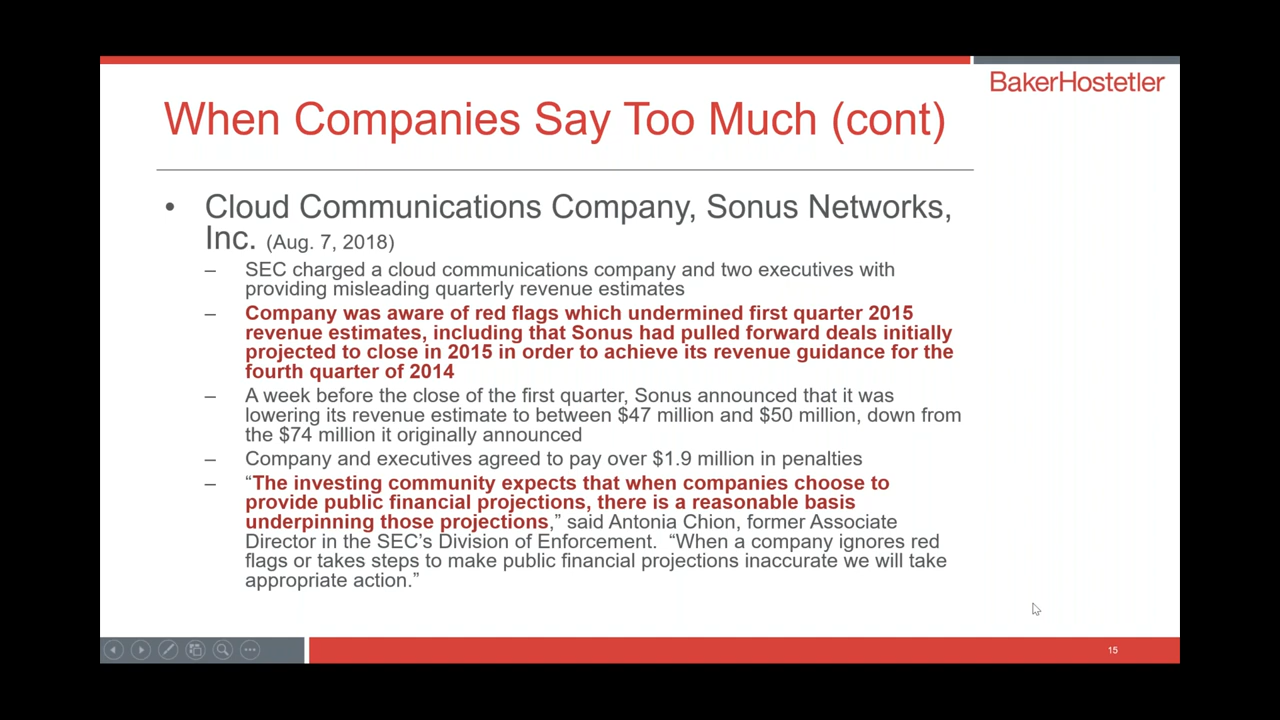 BakerHostetler
When Companies Say Too Much (cont)
• Cloud Communications Company, Sonus Networks,
Inc. (Aug. 7, 2018)
– SEC charged a cloud communications company and two executives with
providing misleading quarterly revenue estimates
– Company was aware of red flags which undermined first quarter 2015
revenue estimates, including that Sonus had pulled forward deals initially
projected to close in 2015 in order to achieve its revenue guidance for the
fourth quarter of 2014
– A week before the close of the first quarter, Sonus announced that it was
lowering its revenue estimate to between $47 million and $50 million, down from
the $74 million it originally announced
– Company and executives agreed to pay over $1.9 million in penalties
– “The investing community expects that when companies choose to
provide public financial projections, there is a reasonable basis
underpinning those projections,” said Antonia Chion, former Associate
Director in the SEC’s Division of Enforcement.  “When a company ignores red
flags or takes steps to make public financial projections inaccurate we will take
appropriate action.”
15